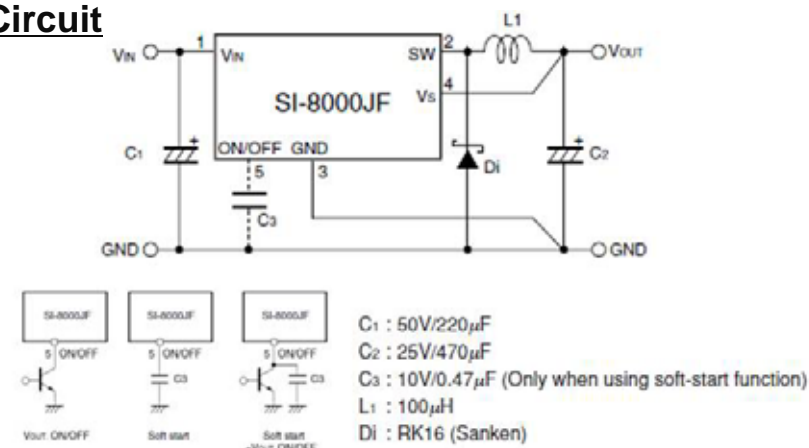 Circuit
L1
VIN 1 VIN SW 2 VOUT
VS 4
SI-8000JF
C1 + ON/OFF GND + C2
5 3 Di
C3
GND GND
SI-8000JF SI-8000JF SI-8000JF
5 ON/OFF 5 ON/OFF 5 ON/OFF
C3 C3
Vout. ON/OFF Soft start Soft start
+Vout ON/OFF
C1 : 50V/220μF
C2 : 25V/470μF
C3 : 10V/0.47μF (Only when using soft-start function)
L1 : 100μH
Di : RK16 (Sanken)